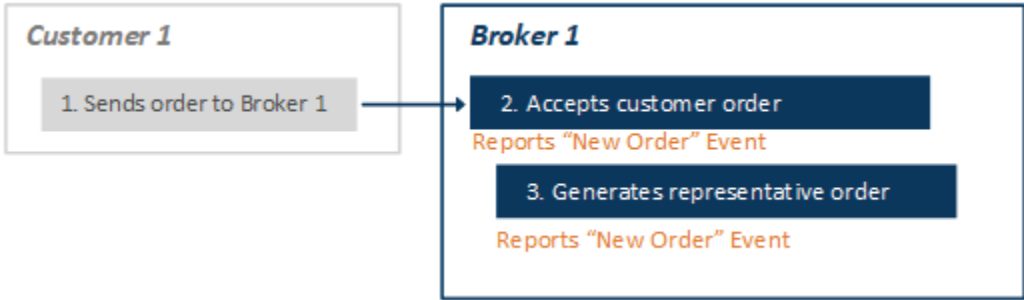 Customer 1
1. Sends order to Broker 1
Broker 1
2. Accepts customer order
Reports “New Order” Event
3. Generates representative order
Reports “New Order” Event